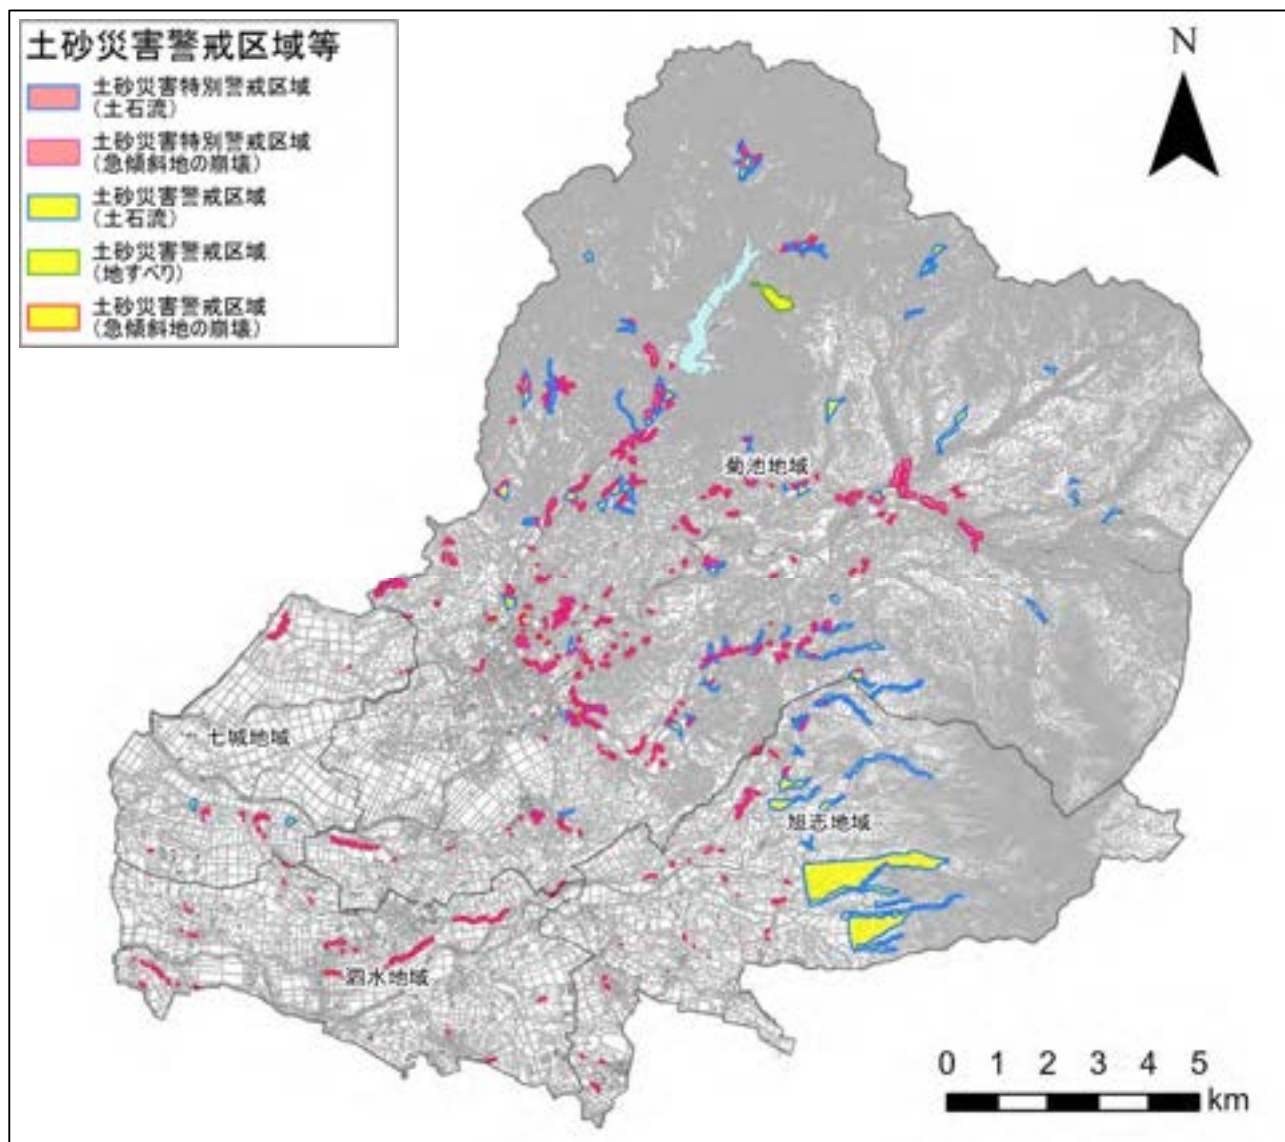 土砂災害警戒区域等
土砂災害特別警戒区域
(土石流)
土砂災害特別警戒区域
(急傾斜地の崩壊)
土砂災害警戒区域
(土石流)
土砂災害警戒区域
(地すべり)
土砂災害警戒区域
(急傾斜地の崩壊)
N
菊池地域
七城地域
旭志地域
泗水地域
0 1 2 3 4 5
km